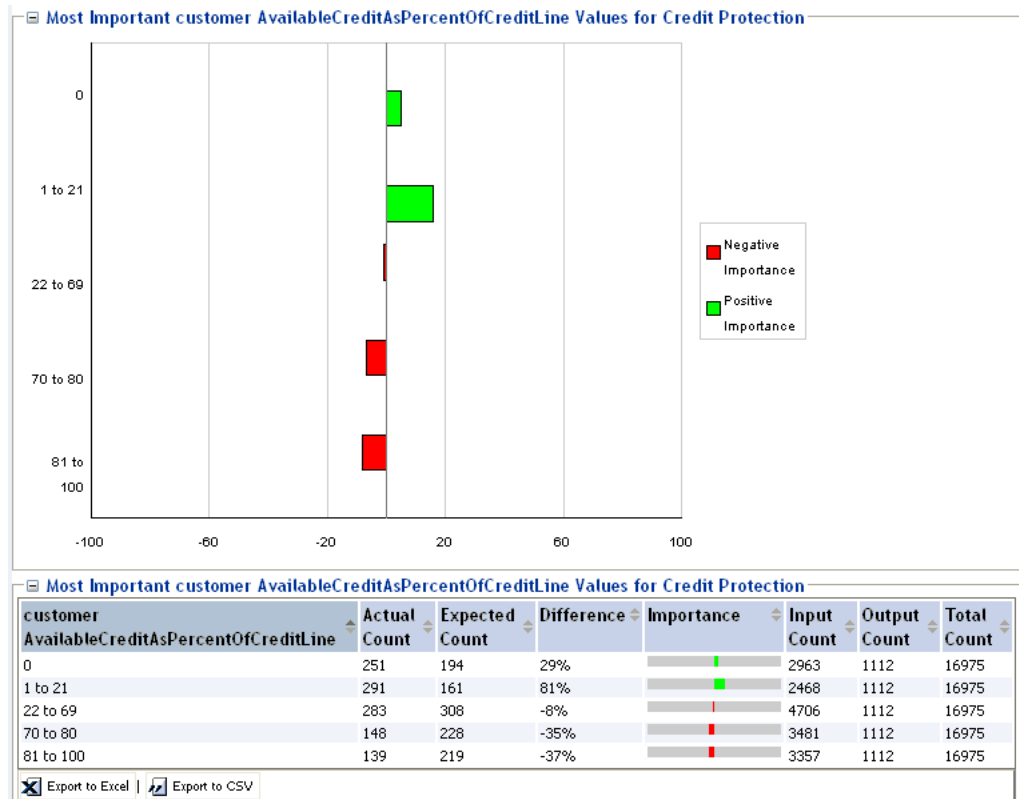 Most Important customer AvailableCreditAsPercentOfCreditLine Values for Credit Protection
0
1 to 21
22 to 69
70 to 80
81 to
100
-100 -60 -20 20 60 100
Negative
Importance
Positive
Importance
Most Important customer AvailableCreditAsPercentOfCreditLine Values for Credit Protection
customer AvailableCreditAsPercentOfCreditLine Actual Count Expected Count Difference Importance Input Count Output Count Total Count
0 251 194 29% 2963 1112 16975
1 to 21 291 161 81% 2468 1112 16975
22 to 69 283 308 -8% 4706 1112 16975
70 to 80 148 228 -35% 3481 1112 16975
81 to 100 139 219 -37% 3357 1112 16975
Export to Excel | Export to CSV